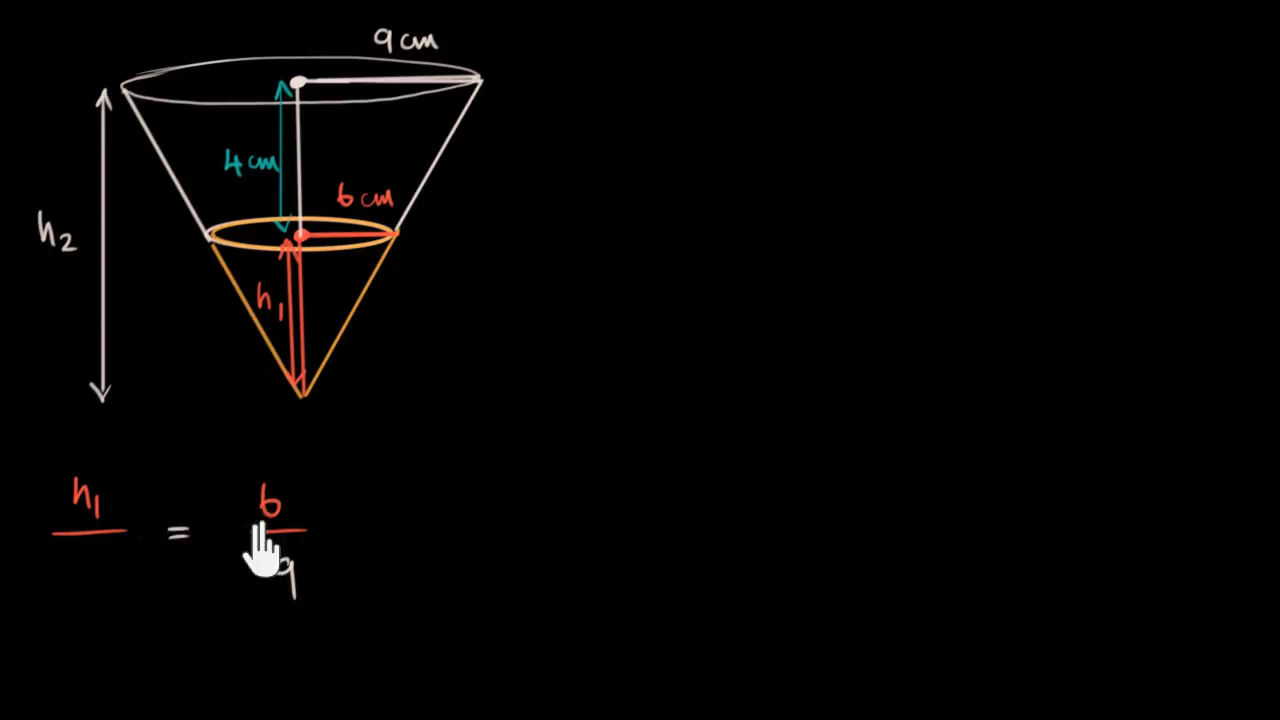 9 cm
4 cm
6 cm
h₂
h₁
h₁ = 6
9